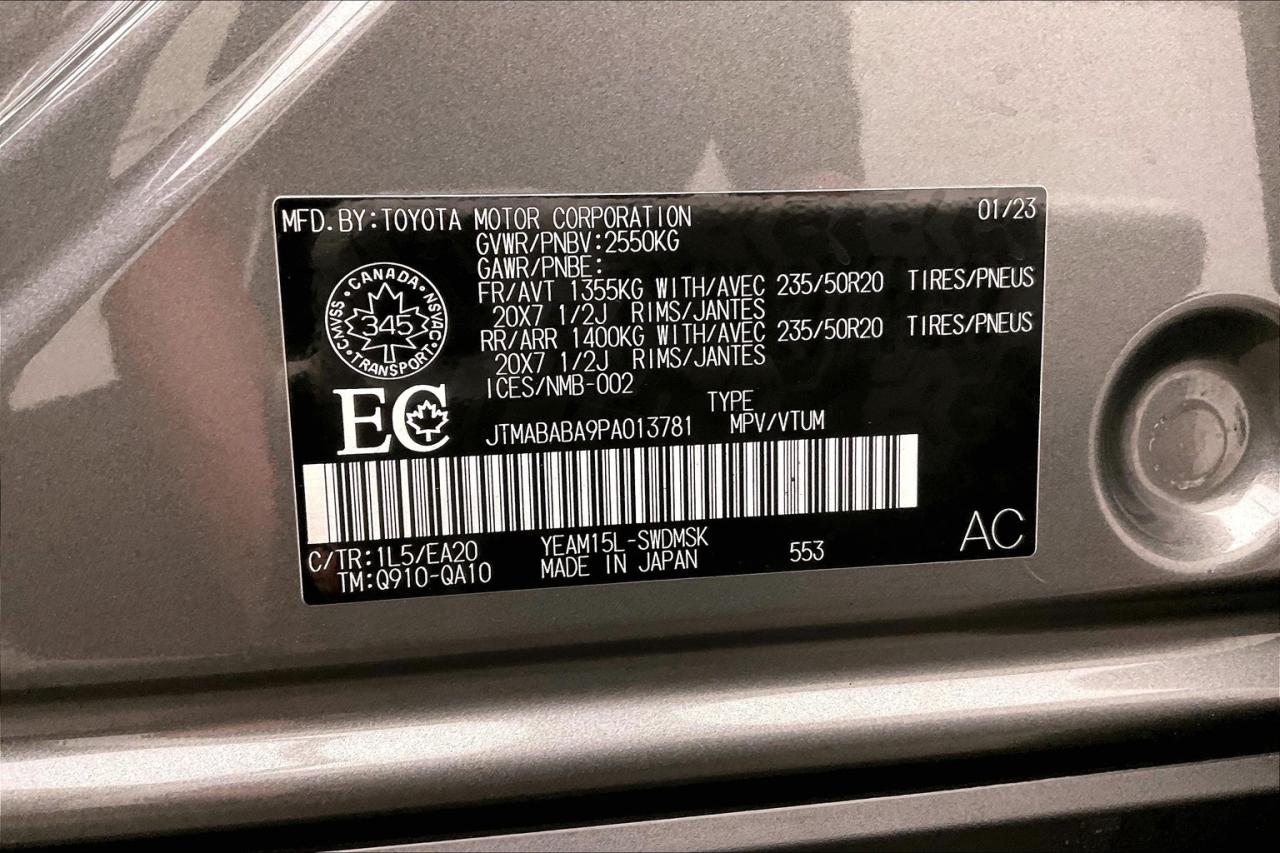 MFD.BY:TOYOTA MOTOR CORPORATION 01/23
GVWR/PNBV:2550KG
GAWR/PNBE:
FR/AVT 1355KG WITH/AVEC 235/50R20 TIRES/PNEUS
20X7 1/2J RIMS/JANTES
RR/ARR 1400KG WITH/AVEC 235/50R20 TIRES/PNEUS
20X7 1/2J RIMS/JANTES
ICES/NMB-002
CANADA
CMVSS NSVAC
345
TRANSPORT
EC
TYPE
JTMABABA9PA013781 MPV/VTUM
C/TR:1L5/EA20 YEAM15L-SWDMSK 553 AC
TM:Q910-QA10 MADE IN JAPAN